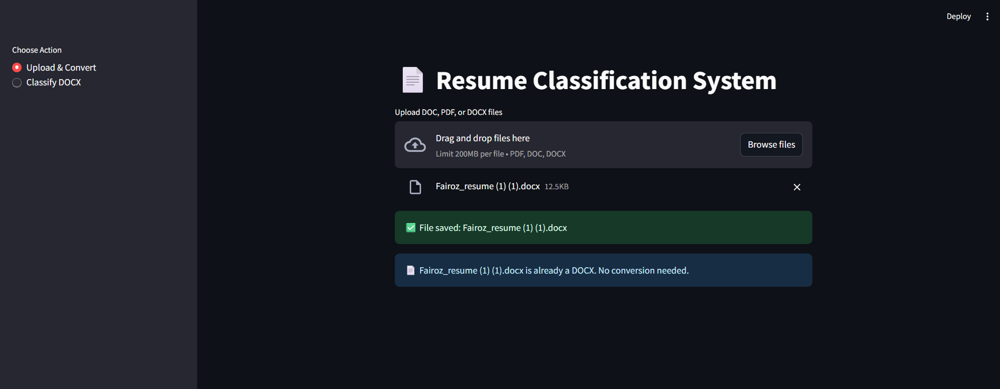 Deploy
Choose Action
Upload & Convert
Classify DOCX
Resume Classification System
Upload DOC, PDF, or DOCX files
Drag and drop files here
Limit 200MB per file • PDF, DOC, DOCX
Browse files
Fairoz_resume (1) (1).docx 12.5KB
File saved: Fairoz_resume (1) (1).docx
Fairoz_resume (1) (1).docx is already a DOCX. No conversion needed.